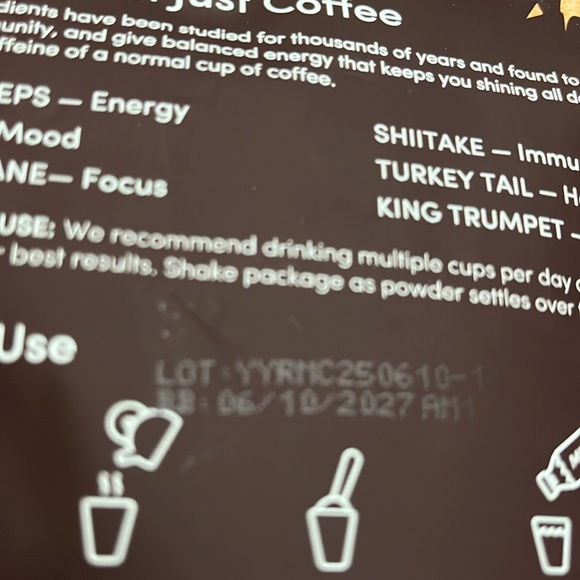 Just Coffee
dients have been studied for thousands of years and found to
unity, and give balanced energy that keeps you shining all d
ffeine of a normal cup of coffee.
EPS — Energy
Mood
ANE— Focus
SHIITAKE — Immu
TURKEY TAIL — H
KING TRUMPET –
USE: We recommend drinking multiple cups per day
r best results. Shake package as powder settles over
Use
LOT:YYRMC250610-1
BB: 06/10/2027 AM1